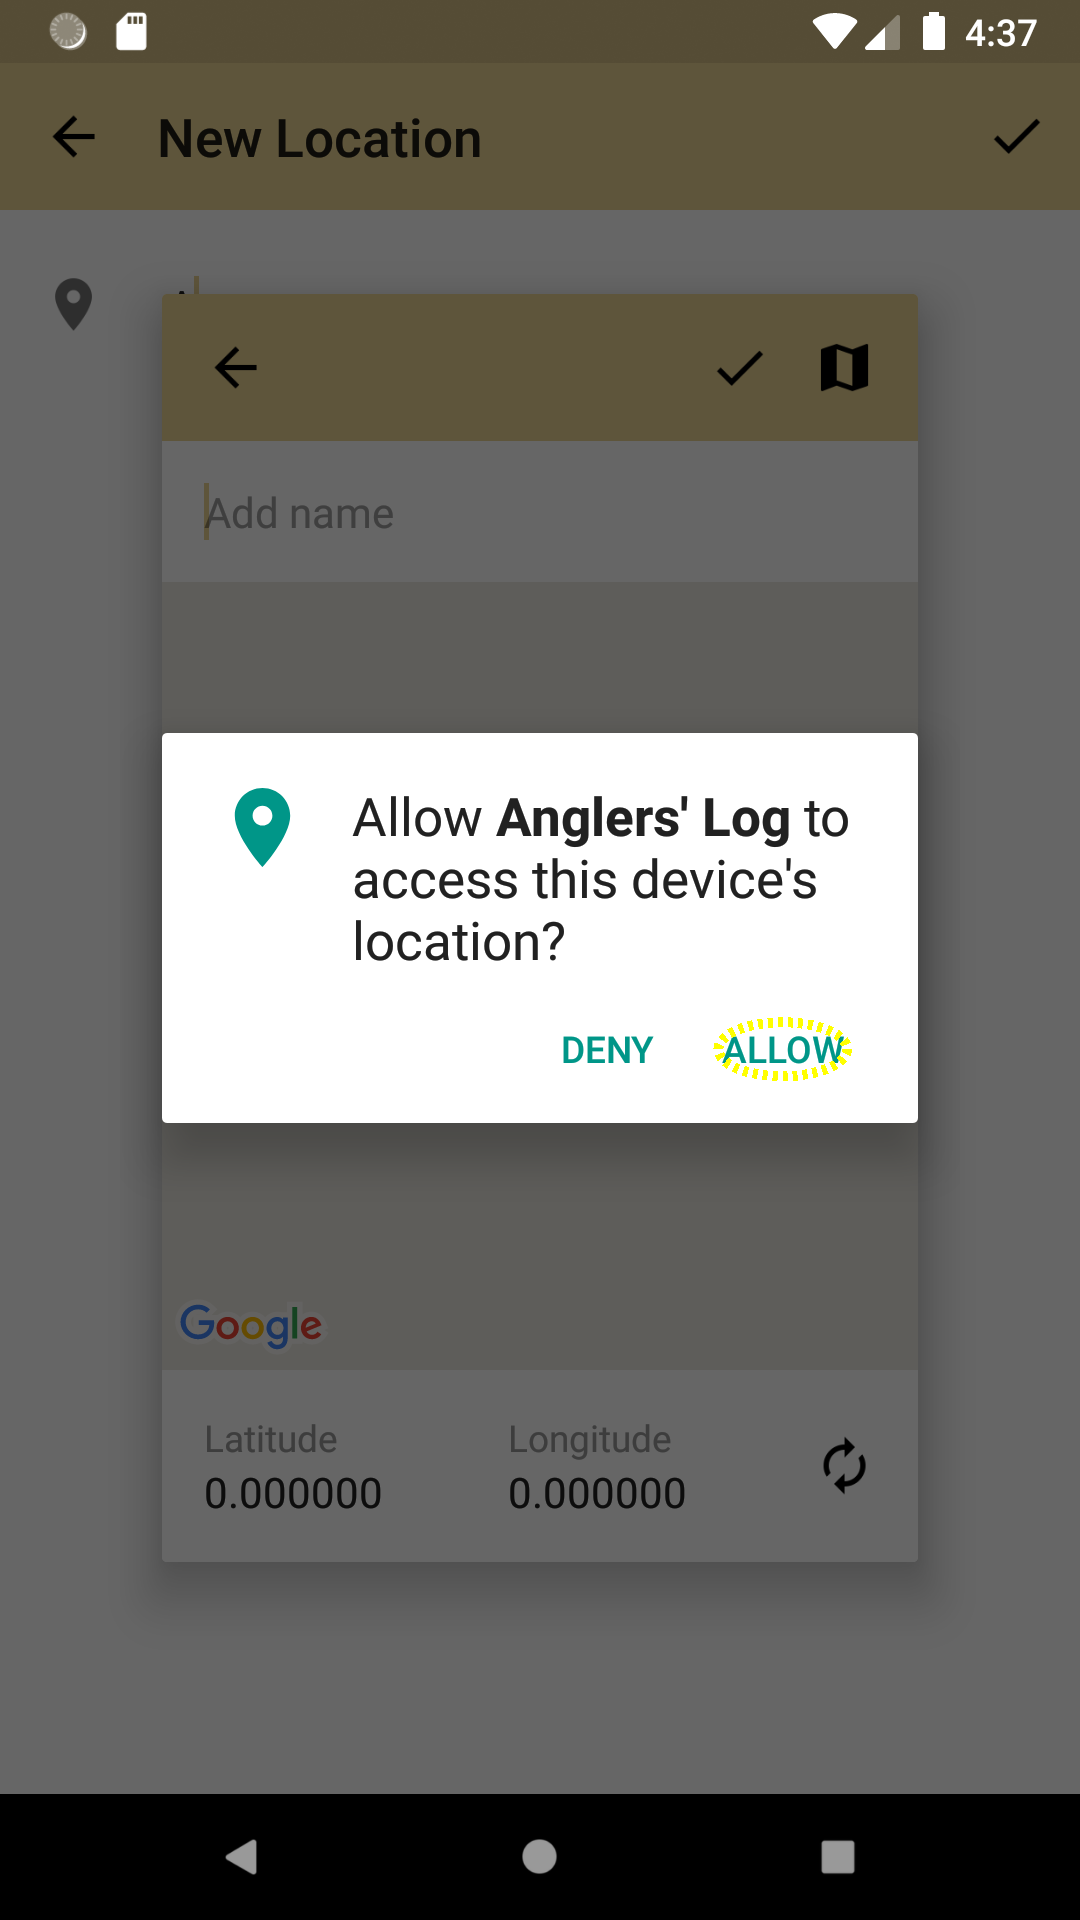 4:37
New Location
Add name
Allow Anglers' Log to
access this device's
location?
DENY ALLOW
Google
Latitude Longitude
0.000000 0.000000